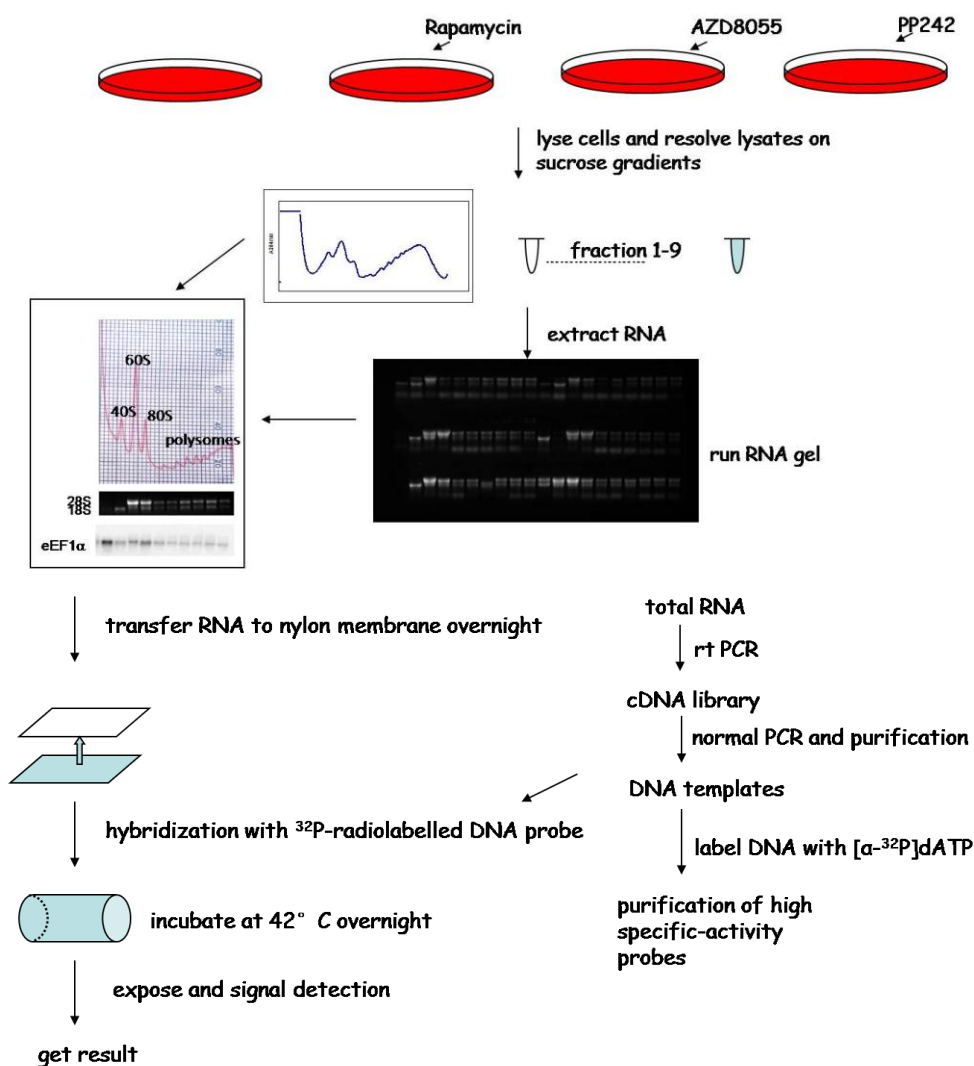 Rapamycin
AZD8055
PP242
lyse cells and resolve lysates on
sucrose gradients
fraction 1-9
extract RNA
60S
40S
80S
polysomes
run RNA gel
28S
18S
eEF1α
transfer RNA to nylon membrane overnight
total RNA
rt PCR
cDNA library
normal PCR and purification
DNA templates
hybridization with ³²P-radiolabelled DNA probe
label DNA with [α-³²P]dATP
incubate at 42° C overnight
purification of high
specific-activity
probes
expose and signal detection
get result